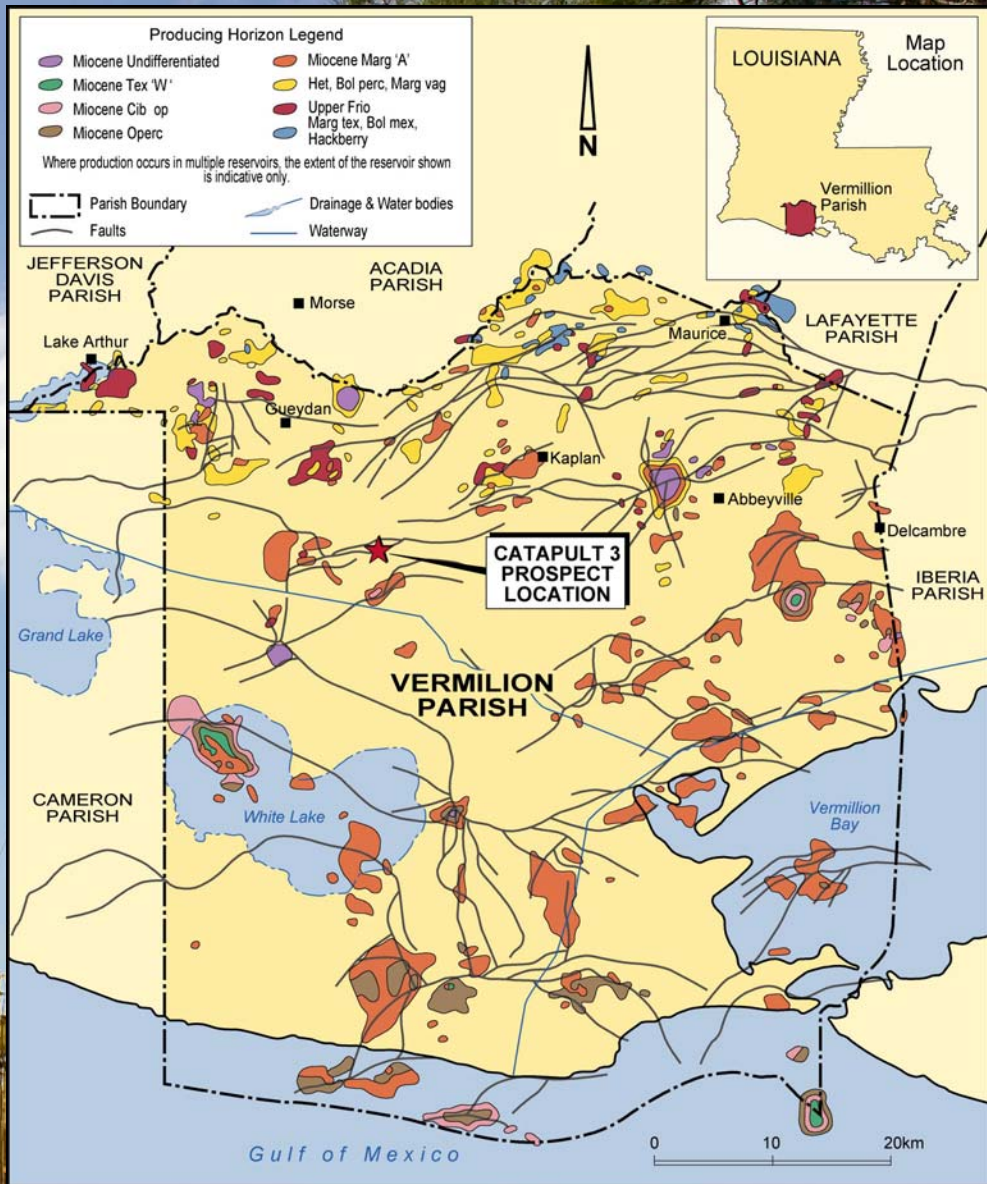 Producing Horizon Legend
Miocene Undifferentiated
Miocene Tex 'W'
Miocene Cib op
Miocene Operc
Miocene Marg 'A'
Het, Bol perc, Marg vag
Upper Frio
Marg tex, Bol mex,
Hackberry
Where production occurs in multiple reservoirs, the extent of the reservoir shown
is indicative only.
Parish Boundary
Faults
Drainage & Water bodies
Waterway
N
LOUISIANA
Map
Location
Vermillion
Parish
JEFFERSON
DAVIS
PARISH
ACADIA
PARISH
Morse
Lake Arthur
Maurice
LAFAYETTE
PARISH
Gueydan
Kaplan
Abbeyville
Delcambre
CATAPULT 3
PROSPECT
LOCATION
IBERIA
PARISH
Grand Lake
VERMILION
PARISH
CAMERON
PARISH
White Lake
Vermillion
Bay
Gulf of Mexico
0 10 20km